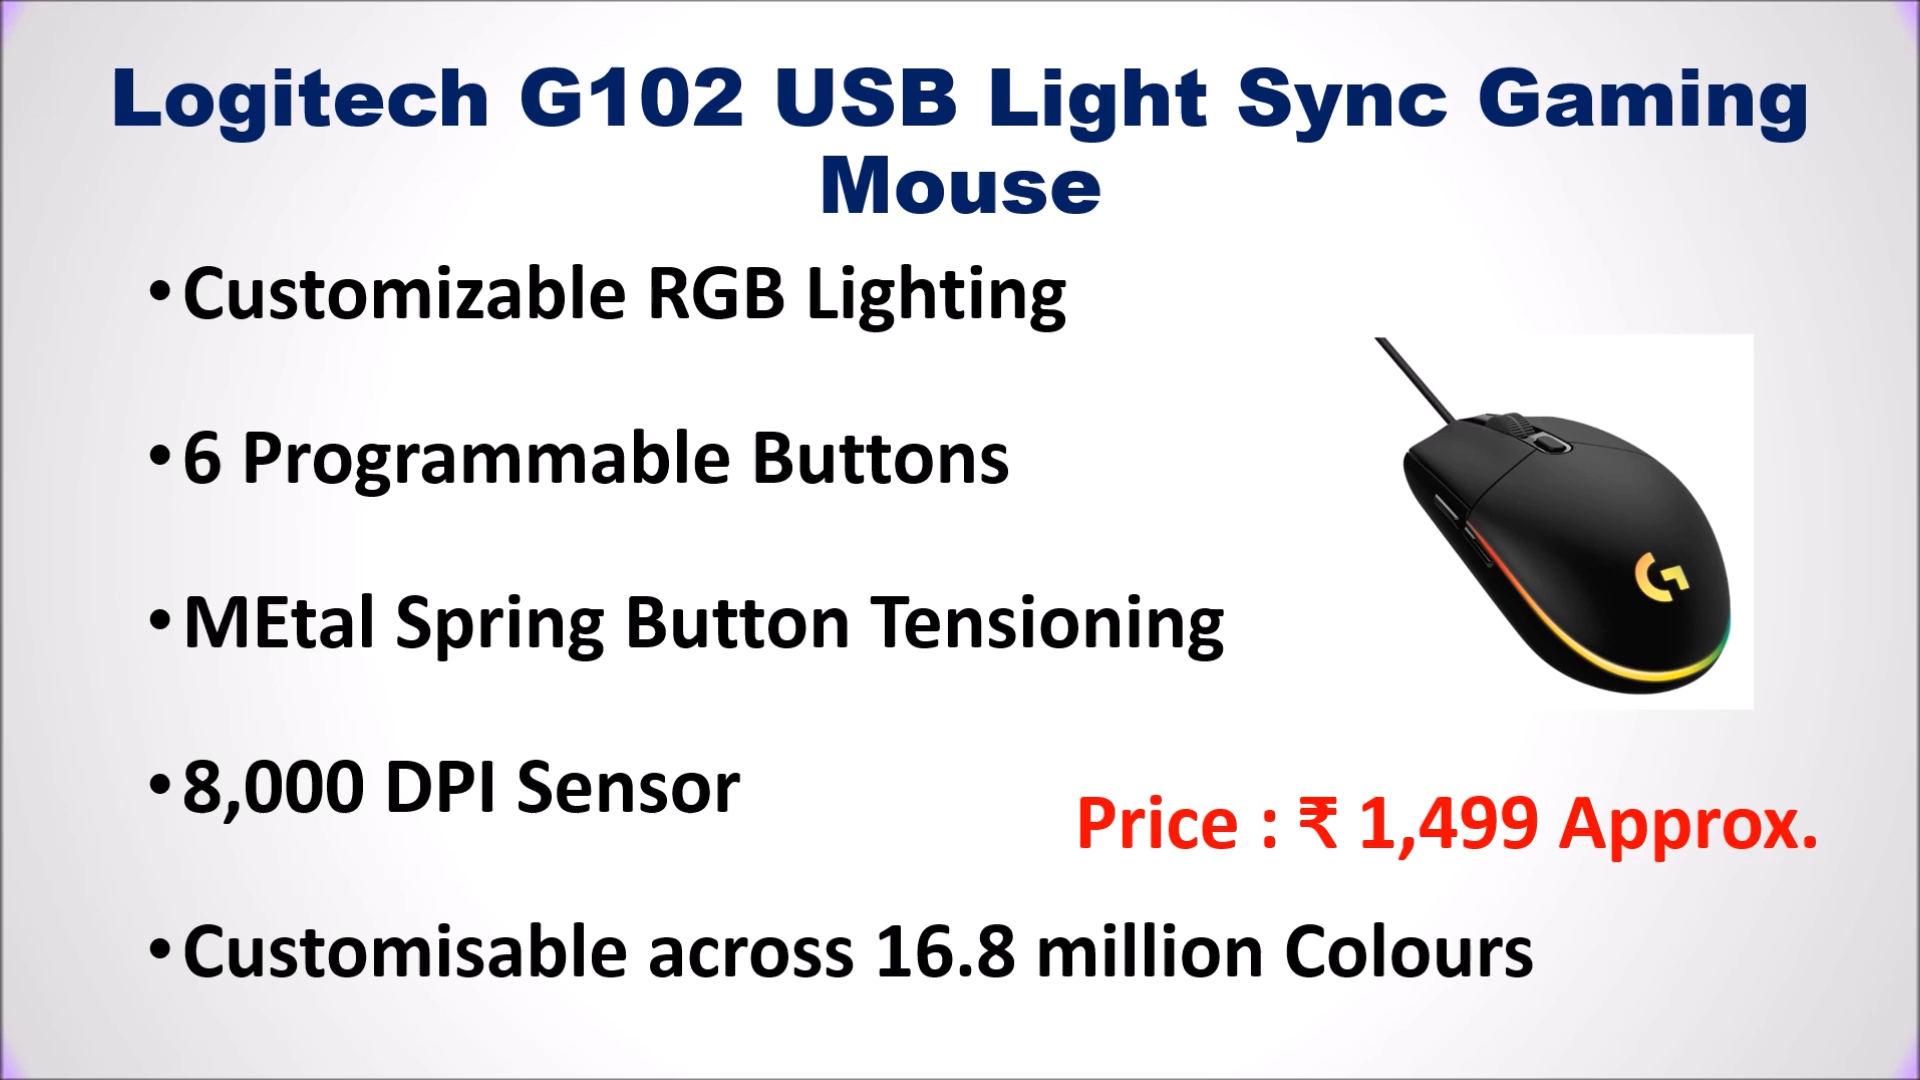 Logitech G102 USB Light Sync Gaming
Mouse
• Customizable RGB Lighting
• 6 Programmable Buttons
• MEtal Spring Button Tensioning
• 8,000 DPI Sensor
Price : ₹ 1,499 Approx.
• Customisable across 16.8 million Colours